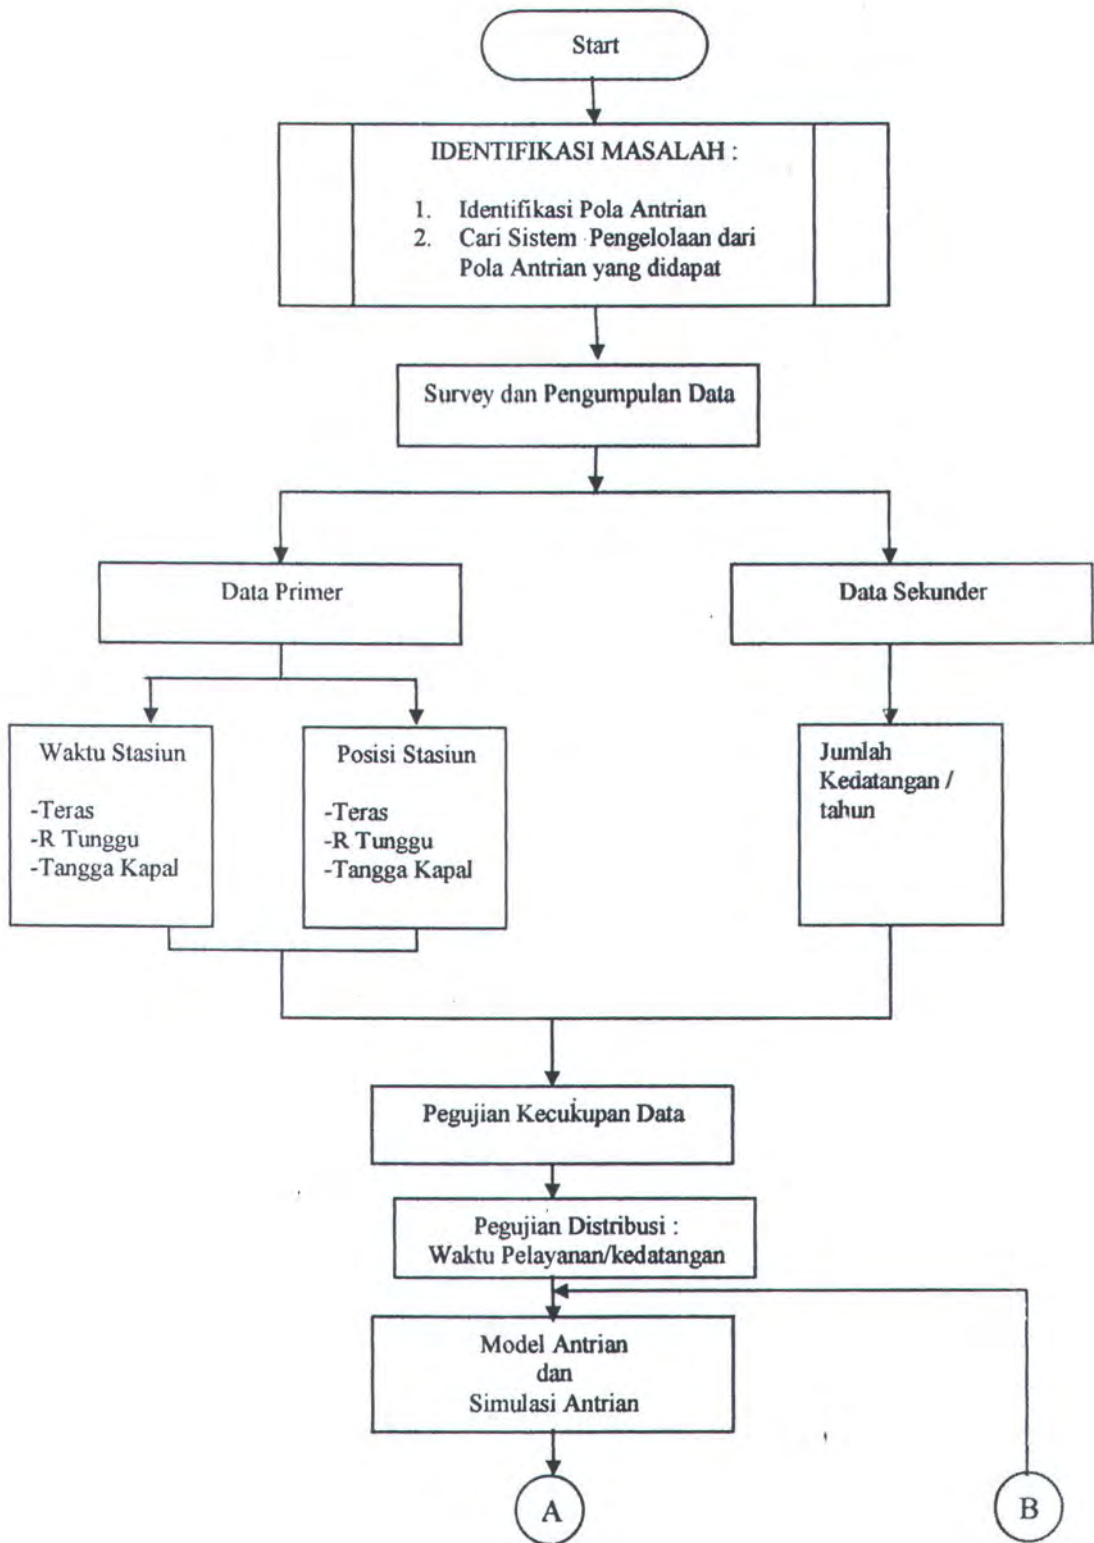 Start
IDENTIFIKASI MASALAH :
1. Identifikasi Pola Antrian
2. Cari Sistem Pengelolaan dari
Pola Antrian yang didapat
Survey dan Pengumpulan Data
Data Primer
Data Sekunder
Waktu Stasiun
-Teras
-R Tunggu
-Tangga Kapal
Posisi Stasiun
-Teras
-R Tunggu
-Tangga Kapal
Jumlah
Kedatangan /
tahun
Pegujian Kecukupan Data
Pegujian Distribusi :
Waktu Pelayanan/kedatangan
Model Antrian
dan
Simulasi Antrian
A
B